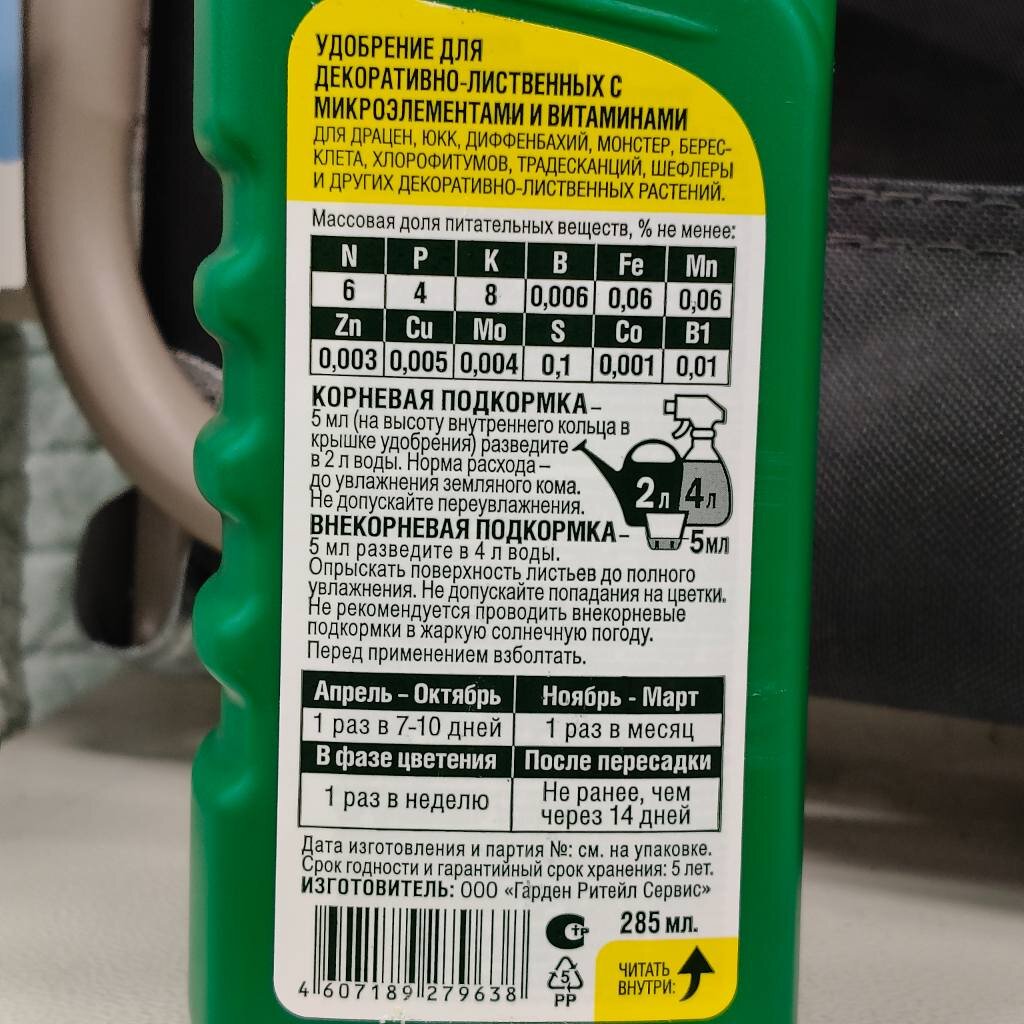 УДОБРЕНИЕ ДЛЯ
ДЕКОРАТИВНО-ЛИСТВЕННЫХ С
МИКРОЭЛЕМЕНТАМИ И ВИТАМИНАМИ
ДЛЯ ДРАЦЕН, ЮКК, ДИФФЕНБАХИЙ, МОНСТЕР, БЕРЕС-
КЛЕТА, ХЛОРОФИТУМОВ, ТРАДЕСКАНЦИЙ, ШЕФЛЕРЫ
И ДРУГИХ ДЕКОРАТИВНО-ЛИСТВЕННЫХ РАСТЕНИЙ.
Массовая доля питательных веществ, % не менее:
N P K B Fe Mn
6 4 8 0,006 0,06 0,06
Zn Cu Mo S Co B1
0,003 0,005 0,004 0,1 0,001 0,01
КОРНЕВАЯ ПОДКОРМКА –
5 мл (на высоту внутреннего кольца в
крышке удобрения) разведите
в 2 л воды. Норма расхода –
до увлажнения земляного кома.
Не допускайте переувлажнения.
2л 4л
5мл
ВНЕКОРНЕВАЯ ПОДКОРМКА –
5 мл разведите в 4 л воды.
Опрыскать поверхность листьев до полного
увлажнения. Не допускайте попадания на цветки.
Не рекомендуется проводить внекорневые
подкормки в жаркую солнечную погоду.
Перед применением взболтать.
Апрель – Октябрь Ноябрь - Март
1 раз в 7-10 дней 1 раз в месяц
В фазе цветения После пересадки
1 раз в неделю Не ранее, чем
через 14 дней
Дата изготовления и партия №: см. на упаковке.
Срок годности и гарантийный срок хранения: 5 лет.
ИЗГОТОВИТЕЛЬ: ООО «Гарден Ритейл Сервис»
285 мл.
ЧИТАТЬ
ВНУТРИ:
5
PP
4 607189 279638